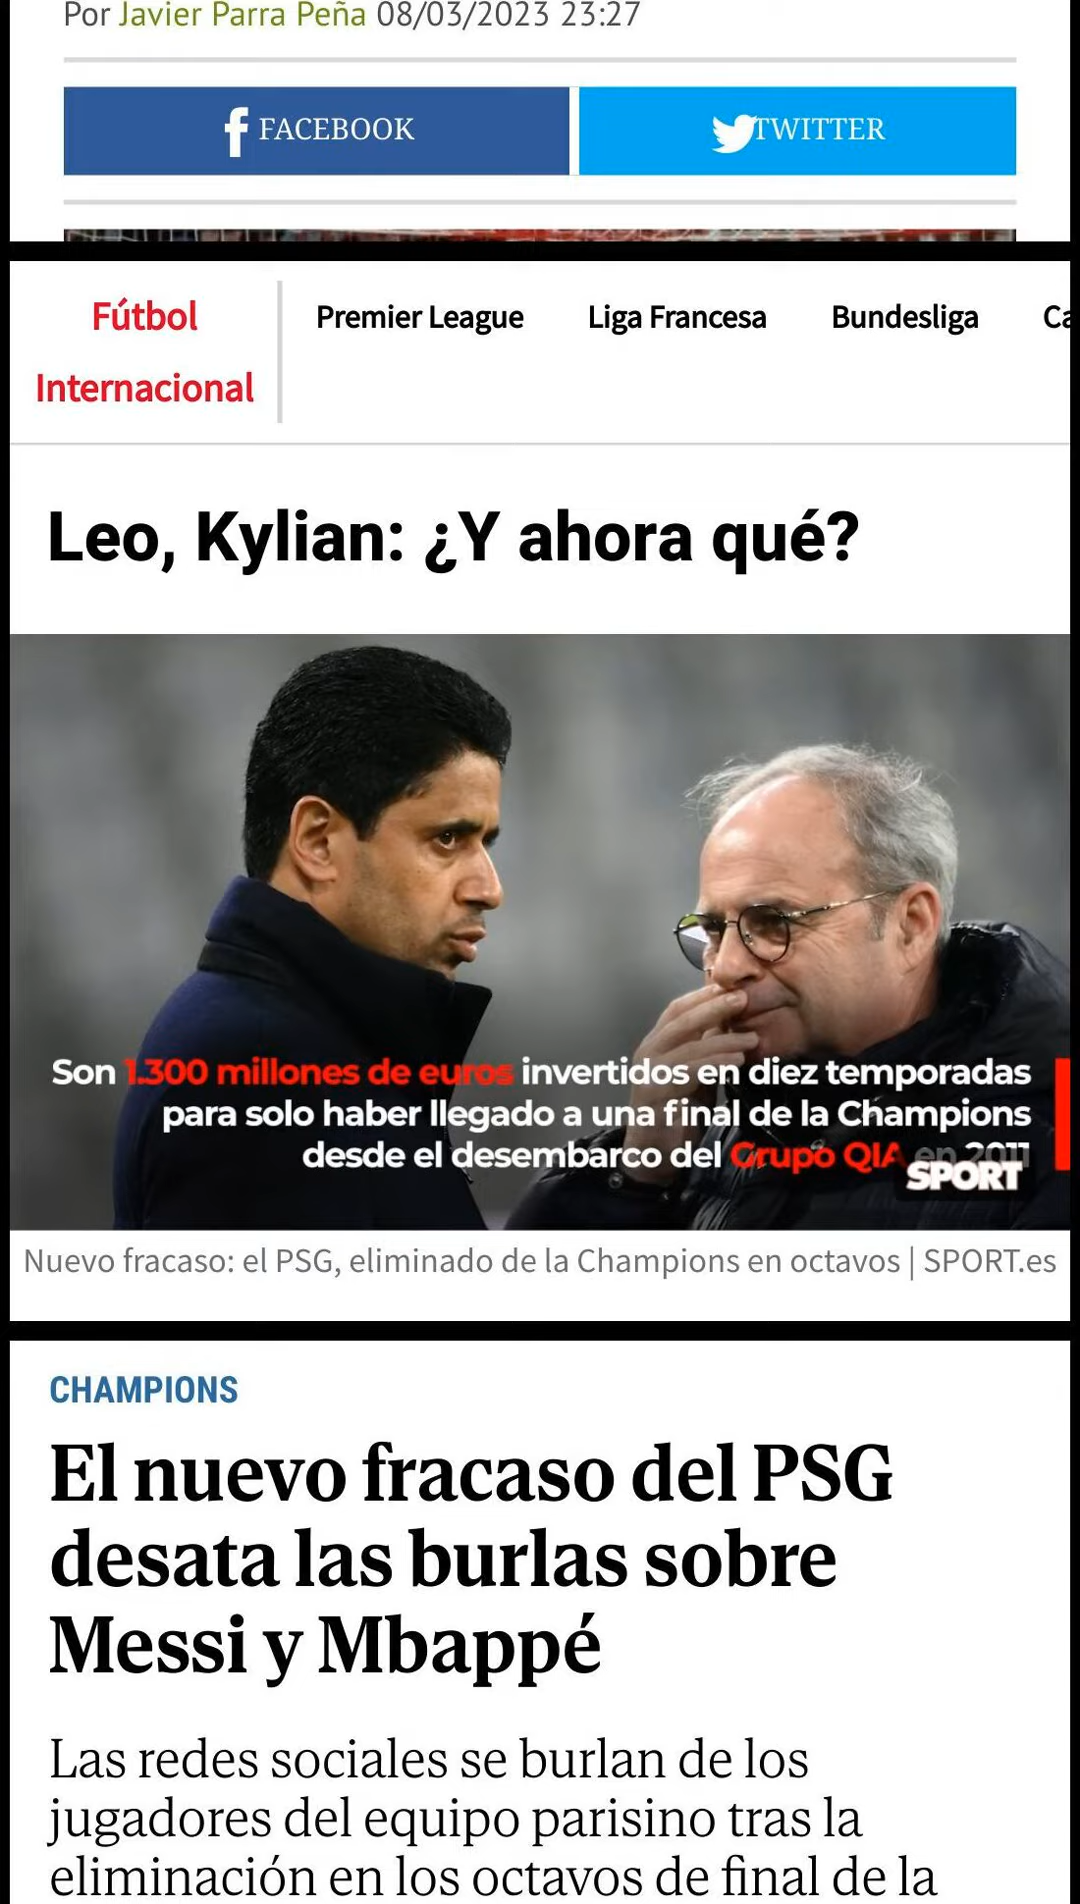 Por Javier Parra Peña 08/03/2023 23:27
FACEBOOK
TWITTER
Fútbol
Internacional
Premier League
Liga Francesa
Bundesliga
Ca
Leo, Kylian: ¿Y ahora qué?
Son 1.300 millones de euros invertidos en diez temporadas
para solo haber llegado a una final de la Champions
desde el desembarco del Grupo QIA en 2011
SPORT
Nuevo fracaso: el PSG, eliminado de la Champions en octavos | SPORT.es
CHAMPIONS
El nuevo fracaso del PSG
desata las burlas sobre
Messi y Mbappé
Las redes sociales se burlan de los
jugadores del equipo parisino tras la
eliminación en los octavos de final de la